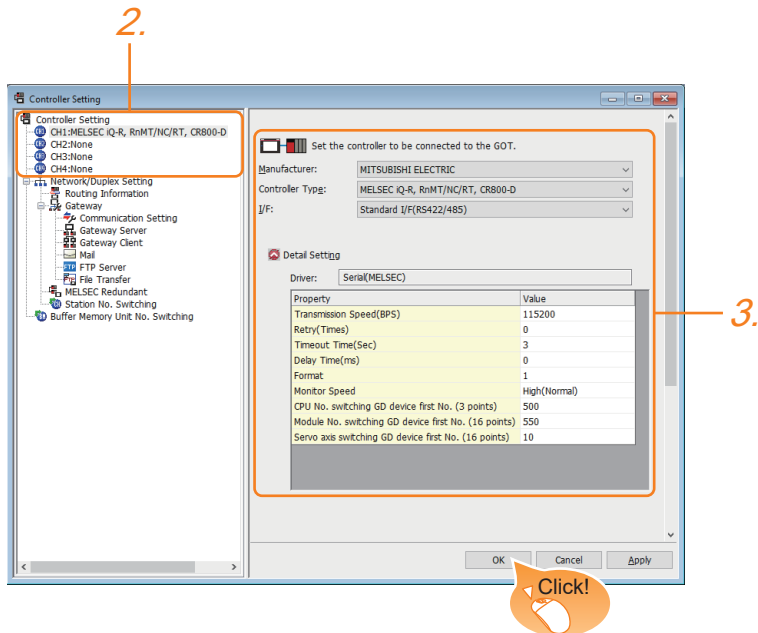 2.
Controller Setting
Controller Setting
CH1:MELSEC iQ-R, RnMT/NC/RT, CR800-D
CH2:None
CH3:None
CH4:None
Network/Duplex Setting
Routing Information
Gateway
Communication Setting
Gateway Server
Gateway Client
Mail
FTP Server
File Transfer
MELSEC Redundant
Station No. Switching
Buffer Memory Unit No. Switching
Set the controller to be connected to the GOT.
Manufacturer: MITSUBISHI ELECTRIC
Controller Type: MELSEC iQ-R, RnMT/NC/RT, CR800-D
I/F: Standard I/F(RS422/485)
Detail Setting
Driver: Serial(MELSEC)
Property Value
Transmission Speed(BPS) 115200
Retry(Times) 0
Timeout Time(Sec) 3
Delay Time(ms) 0
Format 1
Monitor Speed High(Normal)
CPU No. switching GD device first No. (3 points) 500
Module No. switching GD device first No. (16 points) 550
Servo axis switching GD device first No. (16 points) 10
3.
OK Cancel Apply
Click!